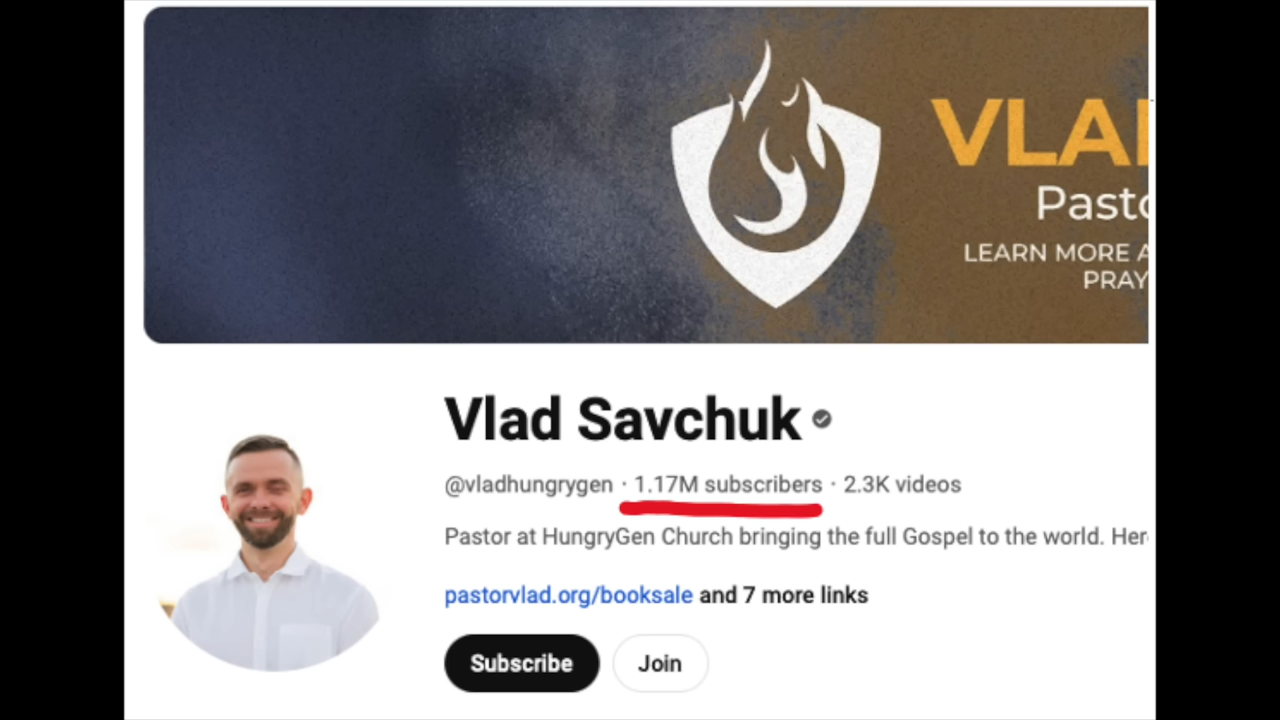 VLA
Pasto
LEARN MORE A
PRAY
Vlad Savchuk
@vladhungrygen · 1.17M subscribers · 2.3K videos
Pastor at HungryGen Church bringing the full Gospel to the world. Her
pastorvlad.org/booksale and 7 more links
Subscribe
Join